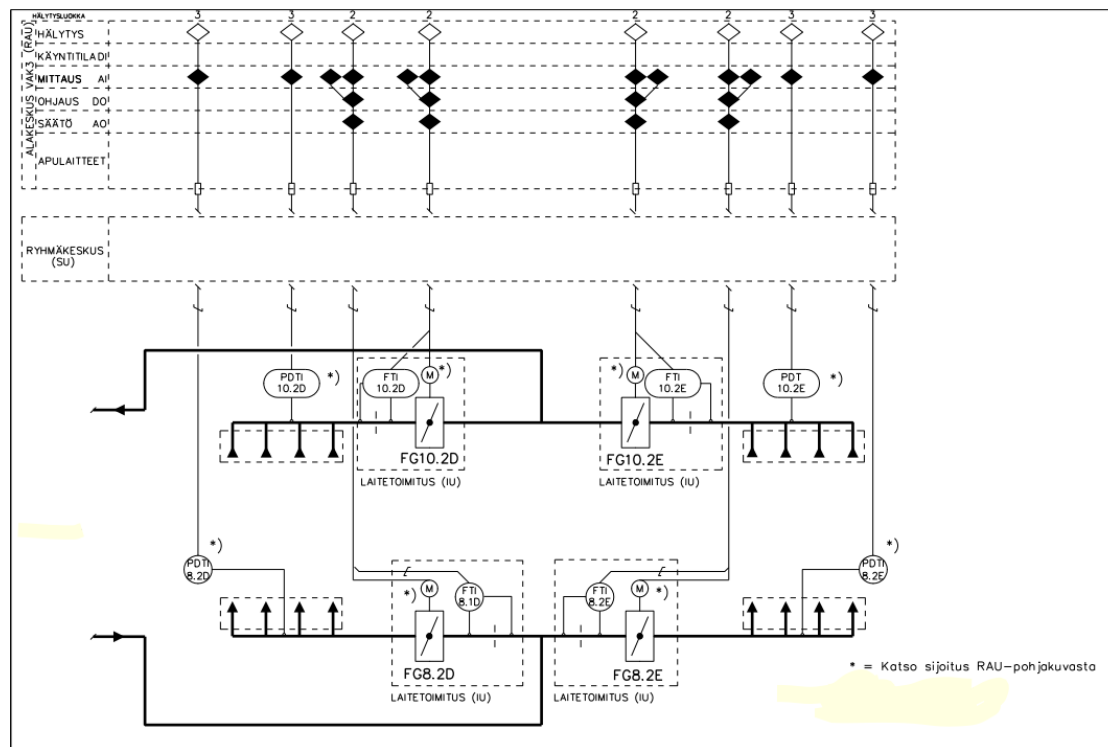 HÄLYTYSLUOKKA 3 3 2 2 2 2 3 3
ALAKESKUS VAK3 (RAU)
HÄLYTYS
KÄYNTITILA DI
MITTAUS AI
OHJAUS DO
SÄÄTÖ AO
APULAITTEET
RYHMÄKESKUS
(SU)
PDTI
10.2D
*)
FTI
10.2D
M
*)
*)
M
FTI
10.2E
PDT
10.2E
*)
FG10.2D
FG10.2E
LAITETOIMITUS (IU)
LAITETOIMITUS (IU)
PDTI
8.2D
*)
*)
M
FTI
8.1D
FTI
8.2E
M
*)
PDTI
8.2E
*)
FG8.2D
FG8.2E
LAITETOIMITUS (IU)
LAITETOIMITUS (IU)
* = Katso sijoitus RAU-pohjakuvasta